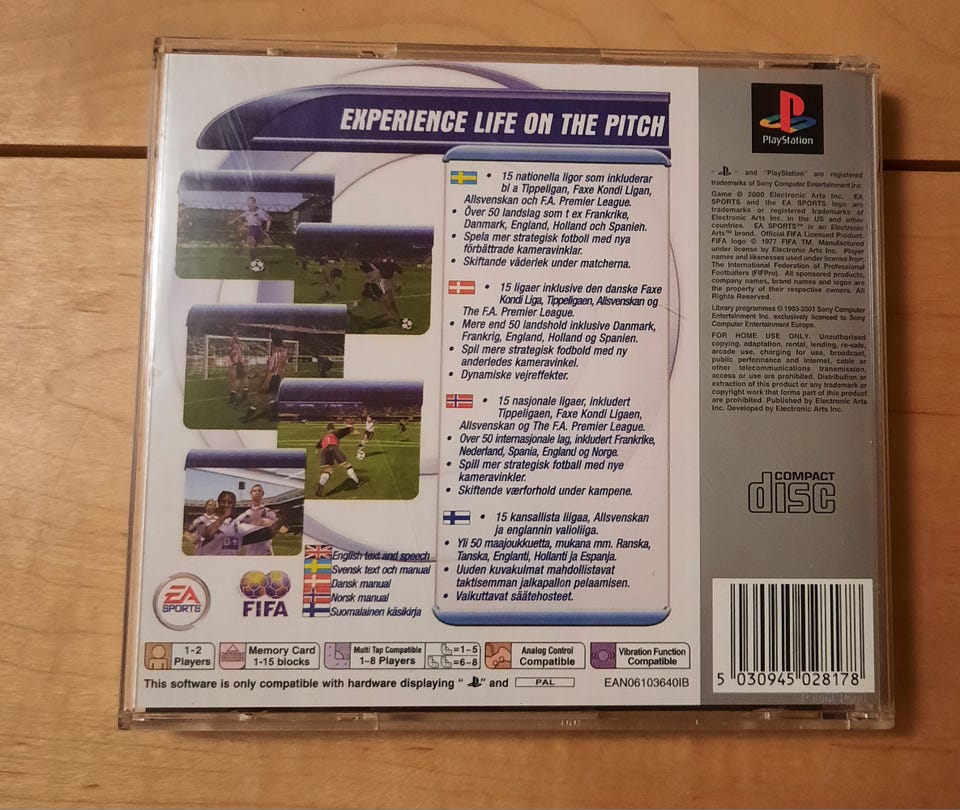 EXPERIENCE LIFE ON THE PITCH
• 15 nationella ligor som inkluderar
bl a Tippeligan, Faxe Kondi Ligan,
Allsvenskan och F.A. Premier League.
• Över 50 landslag som t ex Frankrike,
Danmark, England, Holland och Spanien.
• Spela mer strategisk fotboll med nya
förbättrade kameravinklar.
• Skiftande väderlek under matcherna.
• 15 ligaer inklusive den danske Faxe
Kondi Liga, Tippeligaen, Allsvenskan og
The F.A. Premier League.
• Mere end 50 landshold inklusive Danmark,
Frankrig, England, Holland og Spanien.
• Spil mere strategisk fodbold med ny
anderledes kameravinkel.
• Dynamiske vejreffekter.
• 15 nasjonale ligaer, inkludert
Tippeligaen, Faxe Kondi Ligaen,
Allsvenskan og The F.A. Premier League.
• Over 50 internasjonale lag, inkludert Frankrike,
Nederland, Spania, England og Norge.
• Spill mer strategisk fotball med nye
kameravinkler.
• Skiftende værforhold under kampene.
• 15 kansallista liigaa, Allsvenskan
ja englannin valioliiga.
• Yli 50 maajoukkuetta, mukana mm. Ranska,
Tanska, Englanti, Hollanti ja Espanja.
• Uuden kuvakulmat mahdollistavat
taktisemman jalkapallon pelaamisen.
• Vaikuttavat säätehosteet.
English text and speech
Svensk text och manual
Dansk manual
Norsk manual
Suomalainen käsikirja
EA
SPORTS
FIFA
1-2
Players
Memory Card
1-15 blocks
Multi Tap Compatible
1-8 Players
=1-5
=6-8
Analog Control
Compatible
Vibration Function
Compatible
This software is only compatible with hardware displaying " " and PAL
EAN06103640IB
PlayStation
" " and "PlayStation" are registered
trademarks of Sony Computer Entertainment Inc.
Game © 2000 Electronic Arts Inc. EA
SPORTS and the EA SPORTS logo are
trademarks or registered trademarks of
Electronic Arts Inc. in the US and other
countries. EA SPORTS™ is an Electronic
Arts™ brand. Official FIFA Licensed Product.
FIFA logo © 1977 FIFA TM. Manufactured
under license by Electronic Arts Inc. Player
names and likenesses used under license from
The International Federation of Professional
Footballers (FIFPro). All sponsored products,
company names, brand names and logos are
the property of their respective owners. All
Rights Reserved.
Library programmes © 1993-2001 Sony Computer
Entertainment Inc. exclusively licensed to Sony
Computer Entertainment Europe.
FOR HOME USE ONLY. Unauthorised
copying, adaptation, rental, lending, re-sale,
arcade use, charging for use, broadcast,
public performance and internet, cable or
other telecommunications transmission,
access or use are prohibited. Distribution or
extraction of this product or any trademark or
copyright work that forms part of this product
are prohibited. Published by Electronic Arts
Inc. Developed by Electronic Arts Inc.
COMPACT
disc
5 030945 028178